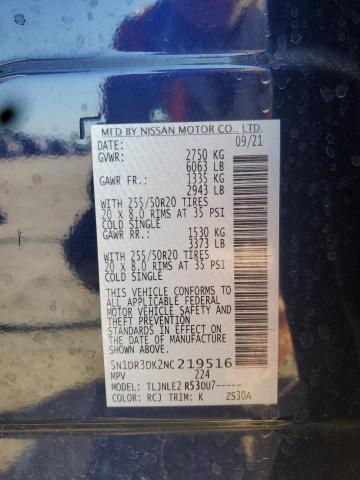 MFD BY NISSAN MOTOR CO., LTD.
DATE: 09/21
GVWR: 2750 KG
6063 LB
GAWR FR.: 1335 KG
2943 LB
WITH 255/50R20 TIRES
20 X 8.0 RIMS AT 35 PSI
COLD SINGLE
GAWR RR.: 1530 KG
3373 LB
WITH 255/50R20 TIRES
20 X 8.0 RIMS AT 35 PSI
COLD SINGLE
THIS VEHICLE CONFORMS TO
ALL APPLICABLE FEDERAL
MOTOR VEHICLE SAFETY AND
THEFT PREVENTION
STANDARDS IN EFFECT ON
THE DATE OF MANUFACTURE
SHOWN ABOVE.
5N1DR3DK2NC219516
MPV 224
MODEL: TLJNLE2 R53DU7-----
COLOR: RCJ TRIM: K ZS30A